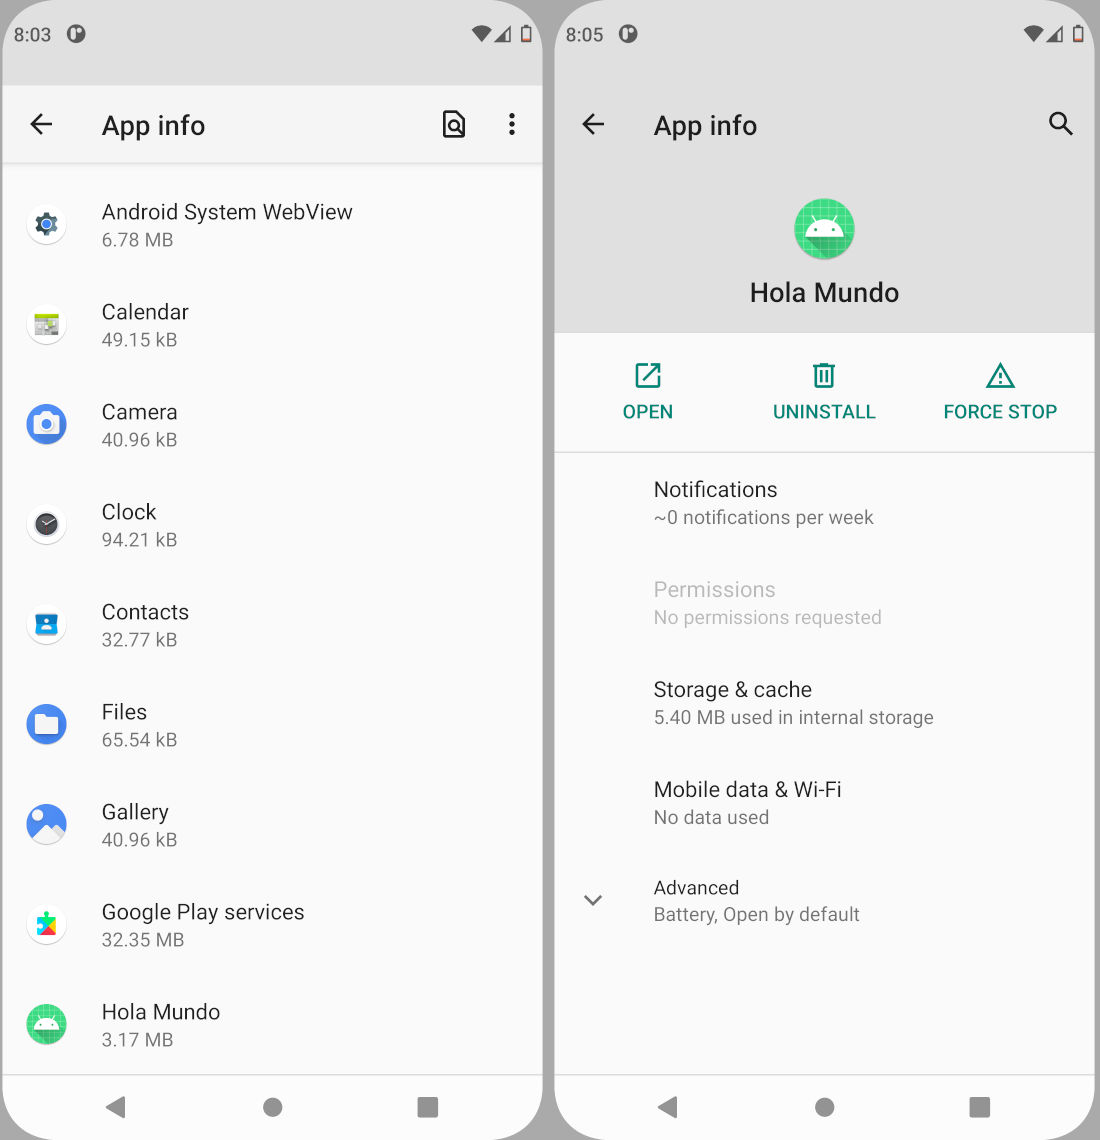 8:03
App info
Android System WebView
6.78 MB
Calendar
49.15 kB
Camera
40.96 kB
Clock
94.21 kB
Contacts
32.77 kB
Files
65.54 kB
Gallery
40.96 kB
Google Play services
32.35 MB
Hola Mundo
3.17 MB
8:05
App info
Hola Mundo
OPEN UNINSTALL FORCE STOP
Notifications
~0 notifications per week
Permissions
No permissions requested
Storage & cache
5.40 MB used in internal storage
Mobile data & Wi-Fi
No data used
Advanced
Battery, Open by default